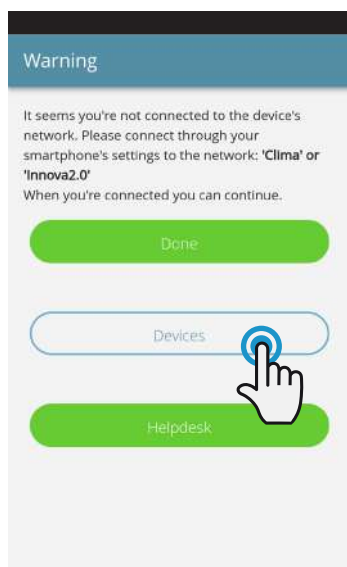 Warning
It seems you're not connected to the device's
network. Please connect through your
smartphone's settings to the network: 'Clima' or
'Innova2.0'
When you're connected you can continue.
Done
Devices
Helpdesk